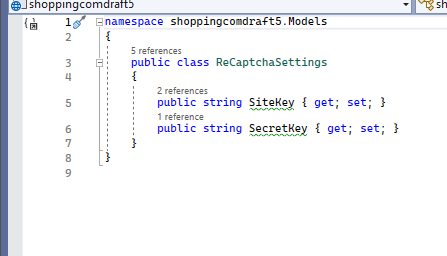 shoppingcomdraft5
sh
1 namespace shoppingcomdraft5.Models
2 {
5 references
3 public class ReCaptchaSettings
4 {
2 references
5 public string SiteKey { get; set; }
1 reference
6 public string SecretKey { get; set; }
7 }
8 }
9